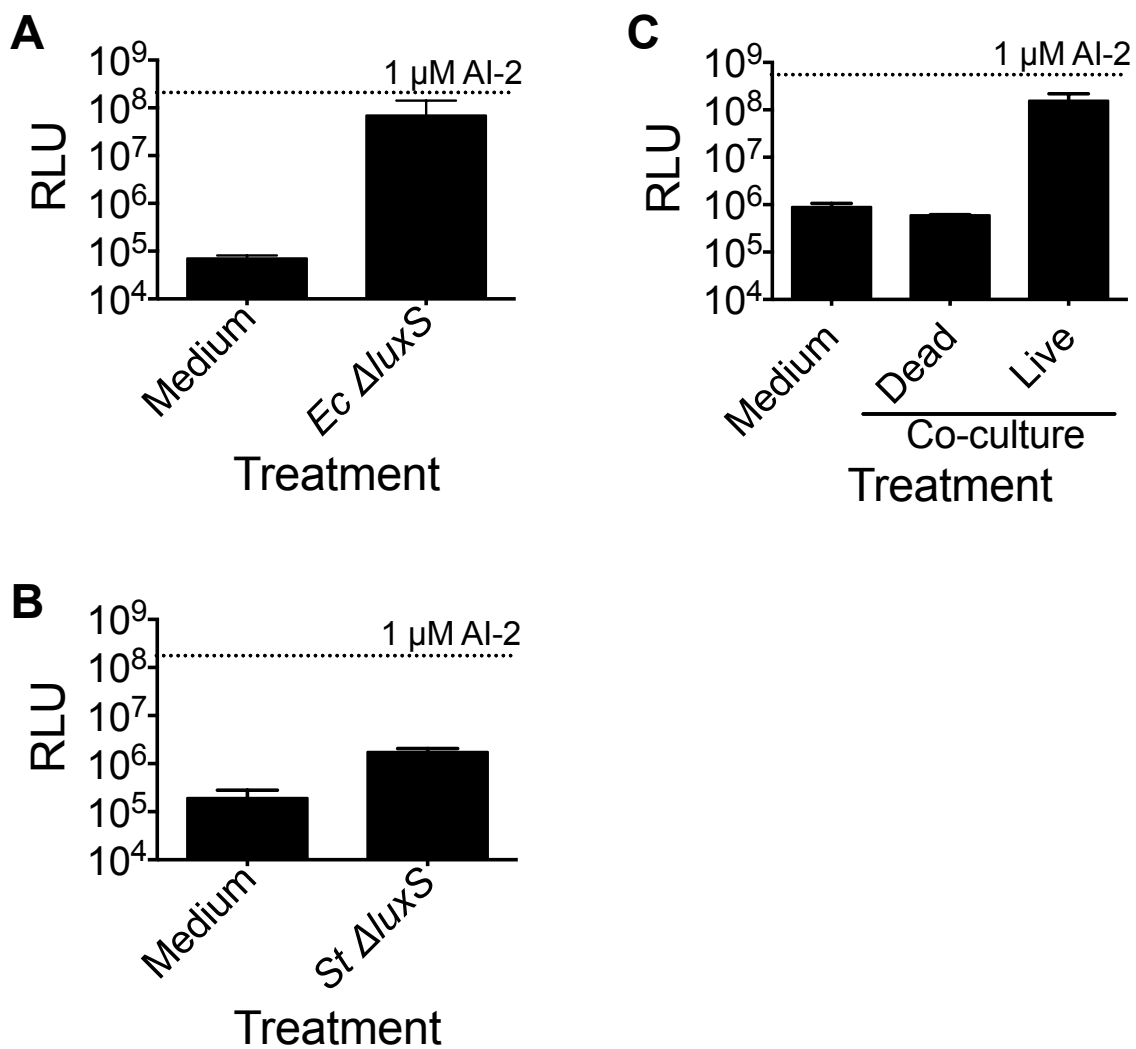 A
10⁹
10⁸
10⁷
10⁶
10⁵
10⁴
RLU
1 µM AI-2
Medium
Ec ΔluxS
Treatment
C
10⁹
10⁸
10⁷
10⁶
10⁵
10⁴
RLU
1 µM AI-2
Medium
Dead
Live
Co-culture
Treatment
B
10⁹
10⁸
10⁷
10⁶
10⁵
10⁴
RLU
1 µM AI-2
Medium
St ΔluxS
Treatment